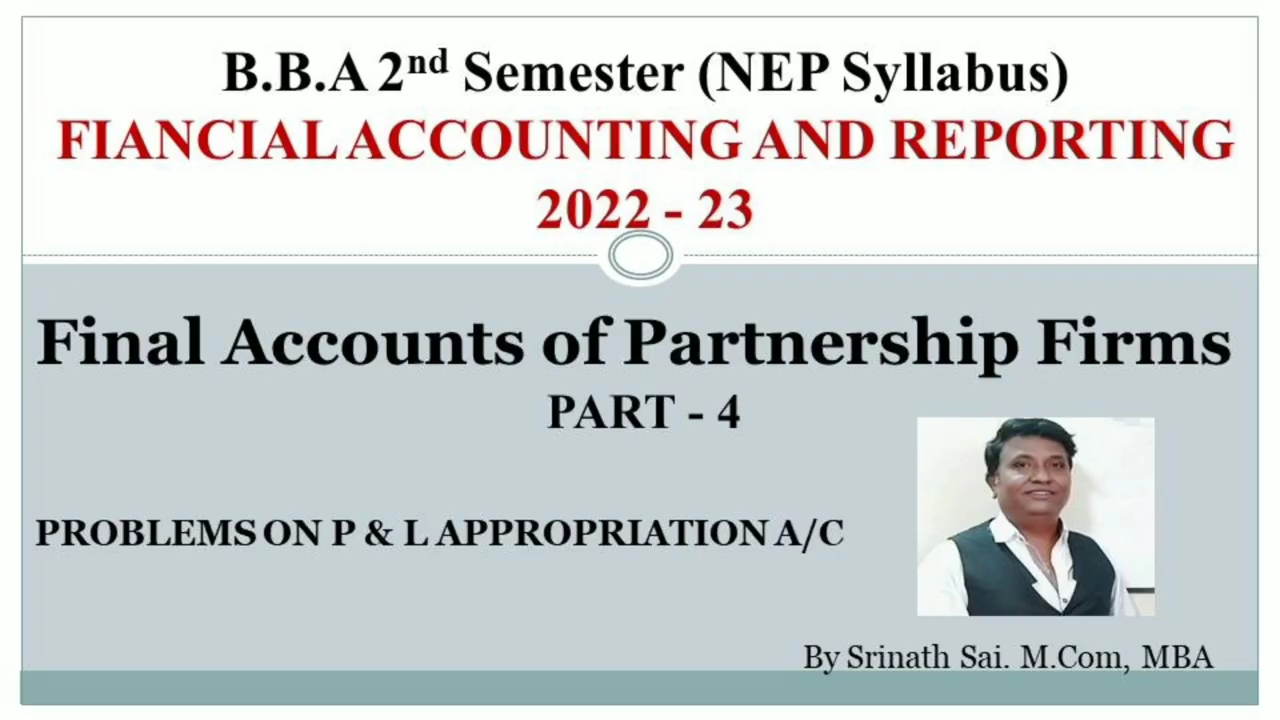 B.B.A 2nd Semester (NEP Syllabus)
FIANCIAL ACCOUNTING AND REPORTING
2022 - 23
Final Accounts of Partnership Firms
PART - 4
PROBLEMS ON P & L APPROPRIATION A/C
By Srinath Sai. M.Com, MBA